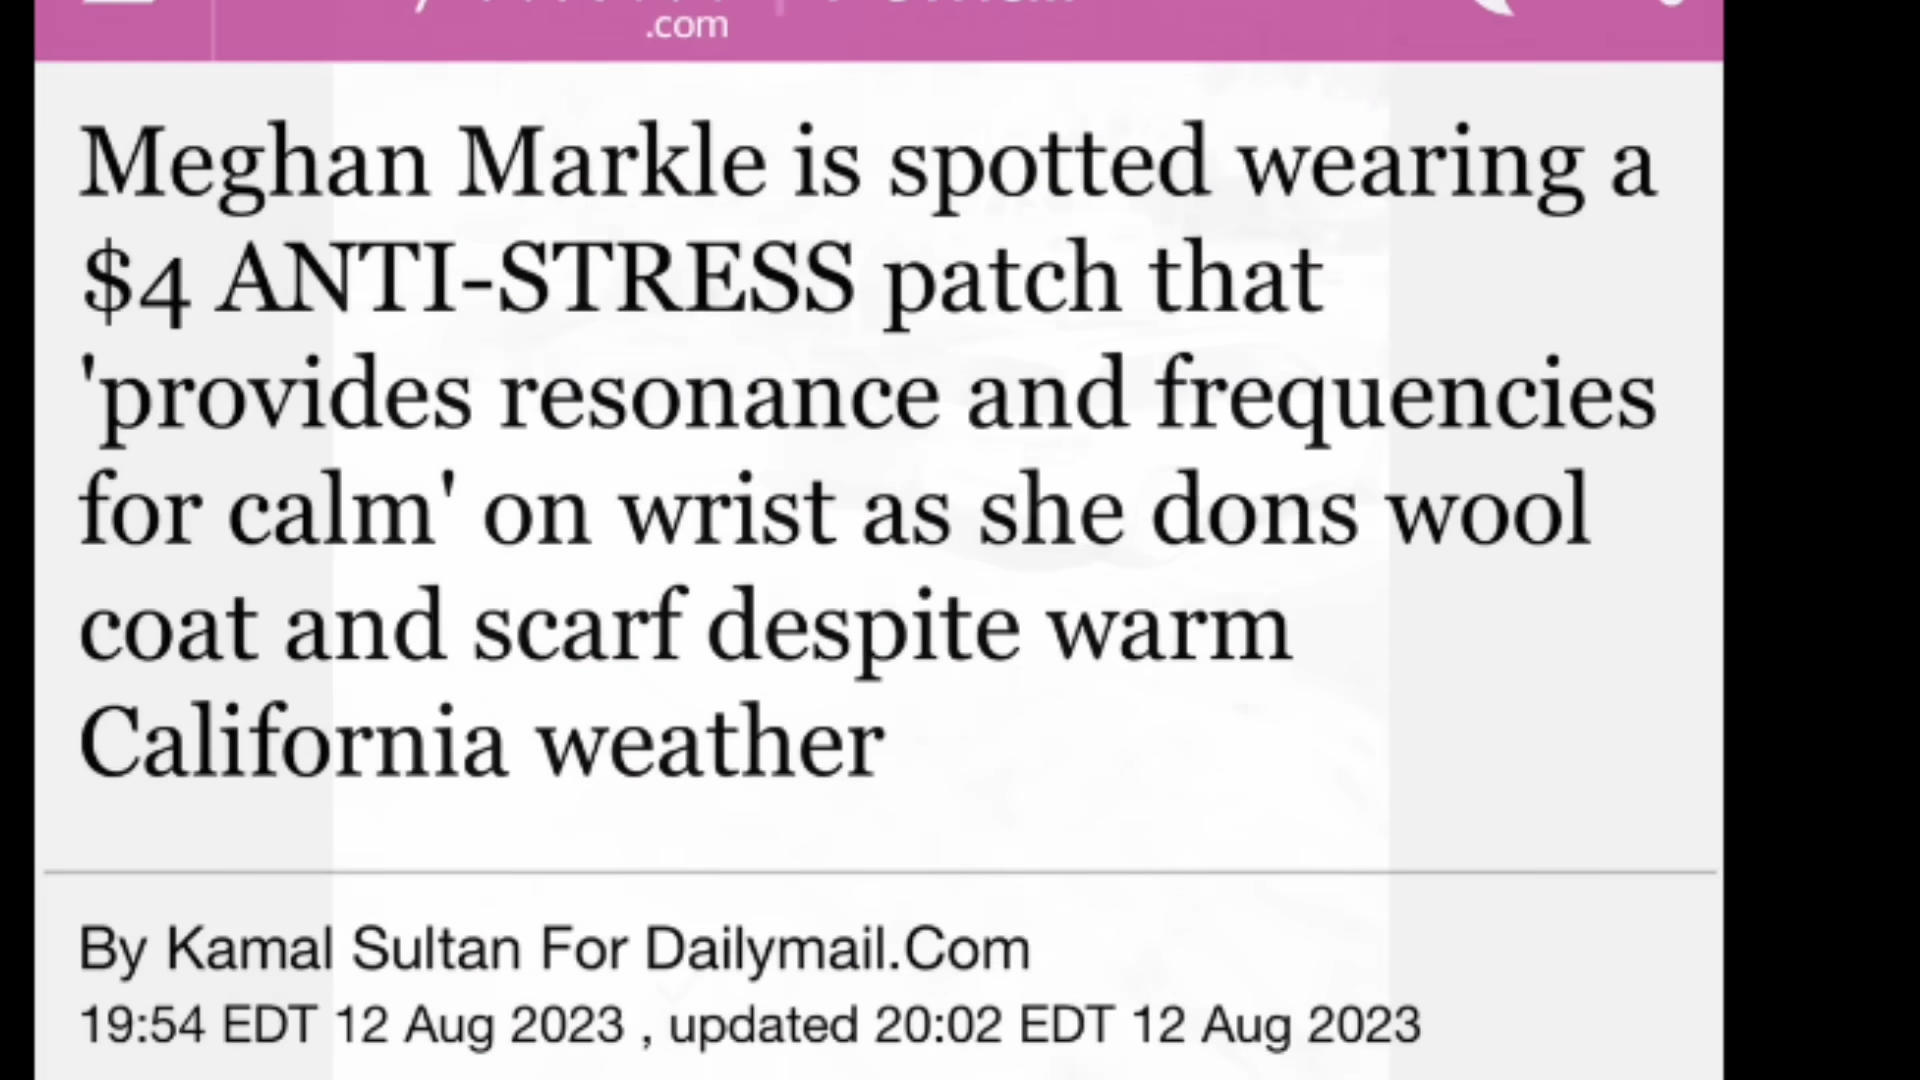 .com
Meghan Markle is spotted wearing a
$4 ANTI-STRESS patch that
'provides resonance and frequencies
for calm' on wrist as she dons wool
coat and scarf despite warm
California weather
By Kamal Sultan For Dailymail.Com
19:54 EDT 12 Aug 2023 , updated 20:02 EDT 12 Aug 2023